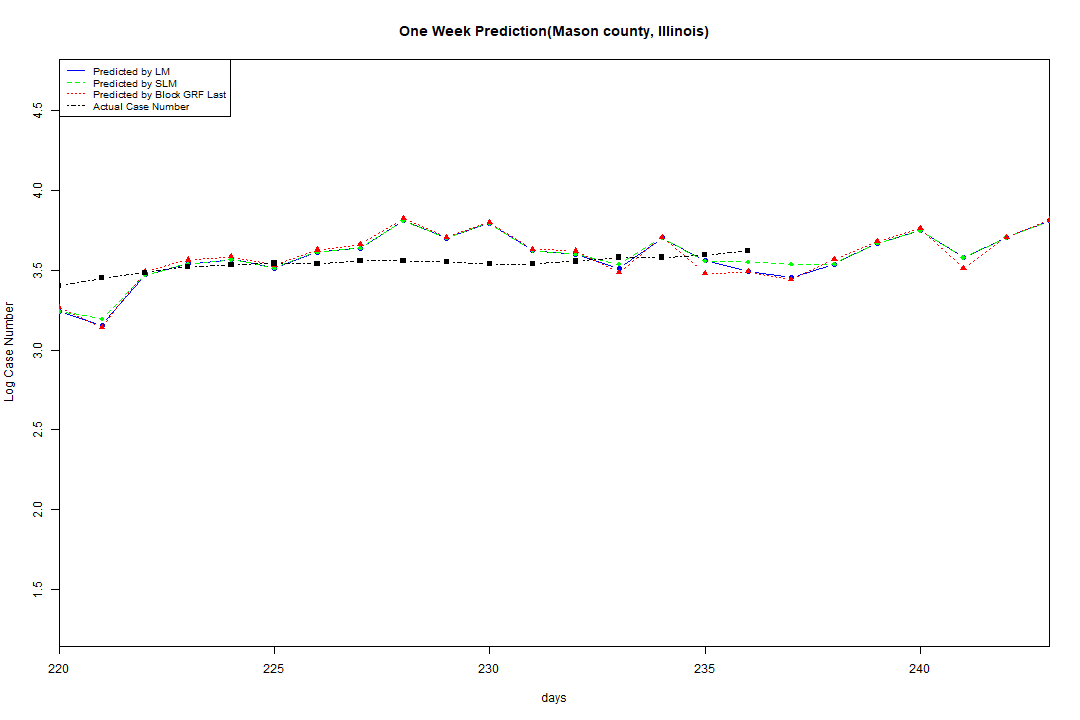 One Week Prediction(Mason county, Illinois)
Predicted by LM
Predicted by SLM
Predicted by Block GRF Last
Actual Case Number
4.5
4.0
3.5
3.0
2.5
2.0
1.5
Log Case Number
220
225
230
235
240
days